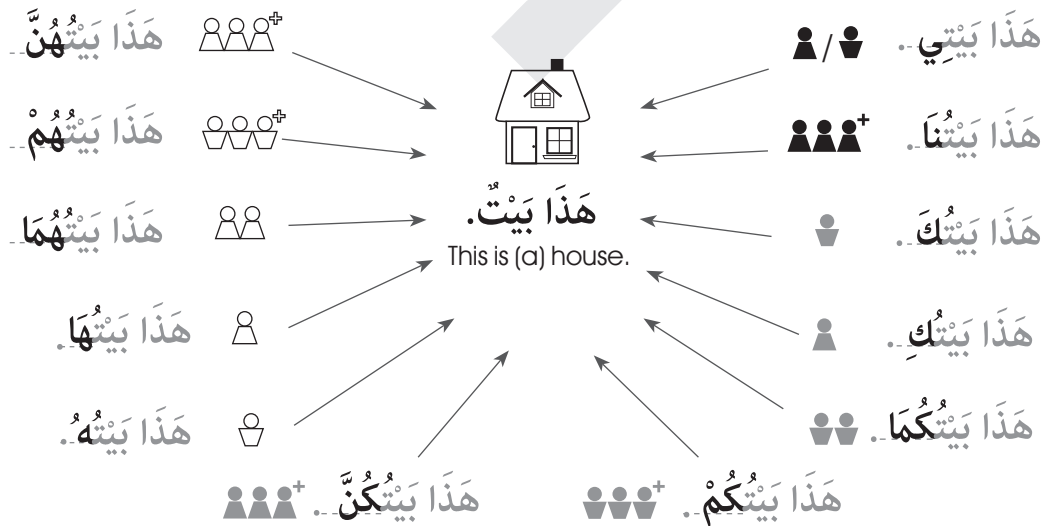 هَذَا بَيْتِي.
هَذَا بَيْتُنَا.
هَذَا بَيْتُكَ.
هَذَا بَيْتُكِ.
هَذَا بَيْتُكُمَا.
هَذَا بَيْتُكُمْ.
هَذَا بَيْتُكُنَّ.
هَذَا بَيْتُهُ.
هَذَا بَيْتُهَا.
هَذَا بَيْتُهُمَا
هَذَا بَيْتُهُمْ
هَذَا بَيْتُهُنَّ
هَذَا بَيْتٌ.
This is (a) house.